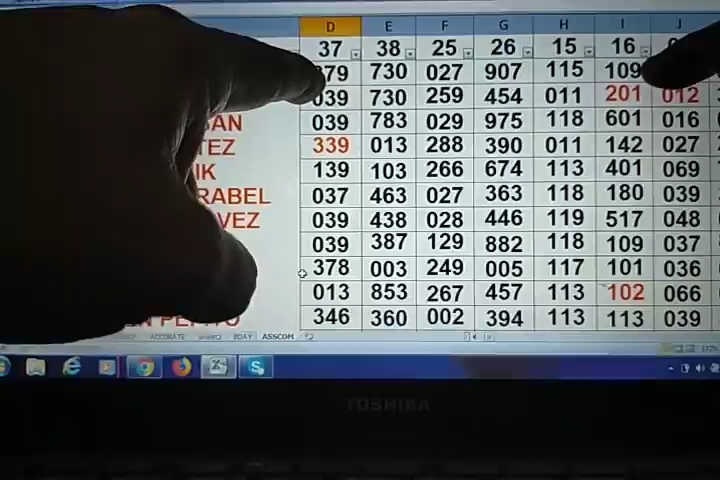 D E F G H I J
37 38 25 26 15 16
379 730 027 907 115 109
039 730 259 454 011 201 012
039 783 029 975 118 601 016
TEZ 339 013 288 390 011 142 027
IK 139 103 266 674 113 401 069
RABEL 037 463 027 363 118 180 039
VEZ 039 438 028 446 119 517 048
039 387 129 882 118 109 037
378 003 249 005 117 101 036
013 853 267 457 113 102 066
346 360 002 394 113 113 039
ASSCOM
TOSHIBA